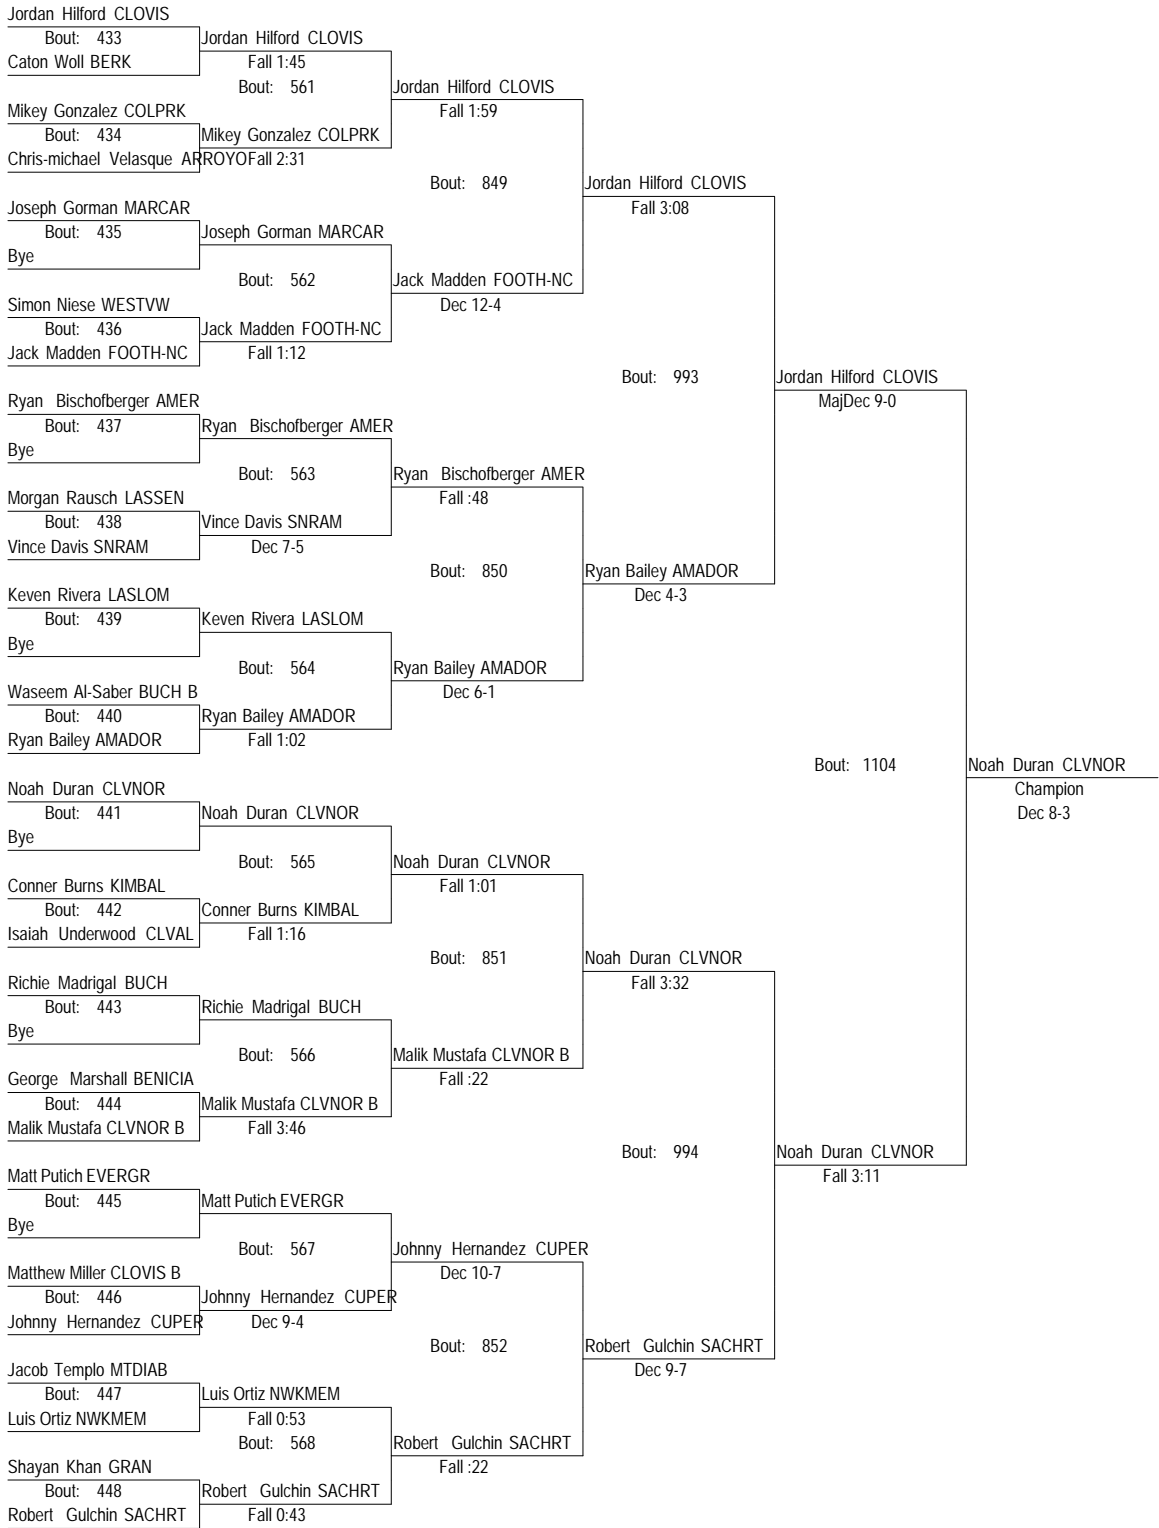 Jordan Hilford CLOVIS
Bout: 433
Jordan Hilford CLOVIS
Caton Woll BERK
Fall 1:45
Bout: 561
Jordan Hilford CLOVIS
Mikey Gonzalez COLPRK
Fall 1:59
Bout: 434
Mikey Gonzalez COLPRK
Chris-michael Velasque ARROYO
Fall 2:31
Bout: 849
Jordan Hilford CLOVIS
Joseph Gorman MARCAR
Fall 3:08
Bout: 435
Joseph Gorman MARCAR
Bye
Bout: 562
Jack Madden FOOTH-NC
Simon Niese WESTVW
Dec 12-4
Bout: 436
Jack Madden FOOTH-NC
Jack Madden FOOTH-NC
Fall 1:12
Bout: 993
Jordan Hilford CLOVIS
Ryan Bischofberger AMER
MajDec 9-0
Bout: 437
Ryan Bischofberger AMER
Bye
Bout: 563
Ryan Bischofberger AMER
Morgan Rausch LASSEN
Fall :48
Bout: 438
Vince Davis SNRAM
Vince Davis SNRAM
Dec 7-5
Bout: 850
Ryan Bailey AMADOR
Keven Rivera LASLOM
Dec 4-3
Bout: 439
Keven Rivera LASLOM
Bye
Bout: 564
Ryan Bailey AMADOR
Waseem Al-Saber BUCH B
Dec 6-1
Bout: 440
Ryan Bailey AMADOR
Ryan Bailey AMADOR
Fall 1:02
Bout: 1104
Noah Duran CLVNOR
Noah Duran CLVNOR
Champion
Bout: 441
Noah Duran CLVNOR
Dec 8-3
Bye
Bout: 565
Noah Duran CLVNOR
Conner Burns KIMBAL
Fall 1:01
Bout: 442
Conner Burns KIMBAL
Isaiah Underwood CLVAL
Fall 1:16
Bout: 851
Noah Duran CLVNOR
Richie Madrigal BUCH
Fall 3:32
Bout: 443
Richie Madrigal BUCH
Bye
Bout: 566
Malik Mustafa CLVNOR B
George Marshall BENICIA
Fall :22
Bout: 444
Malik Mustafa CLVNOR B
Malik Mustafa CLVNOR B
Fall 3:46
Bout: 994
Noah Duran CLVNOR
Matt Putich EVERGR
Fall 3:11
Bout: 445
Matt Putich EVERGR
Bye
Bout: 567
Johnny Hernandez CUPER
Matthew Miller CLOVIS B
Dec 10-7
Bout: 446
Johnny Hernandez CUPER
Johnny Hernandez CUPER
Dec 9-4
Bout: 852
Robert Gulchin SACHRT
Jacob Templo MTDIAB
Dec 9-7
Bout: 447
Luis Ortiz NWKMEM
Luis Ortiz NWKMEM
Fall 0:53
Bout: 568
Robert Gulchin SACHRT
Shayan Khan GRAN
Fall :22
Bout: 448
Robert Gulchin SACHRT
Robert Gulchin SACHRT
Fall 0:43